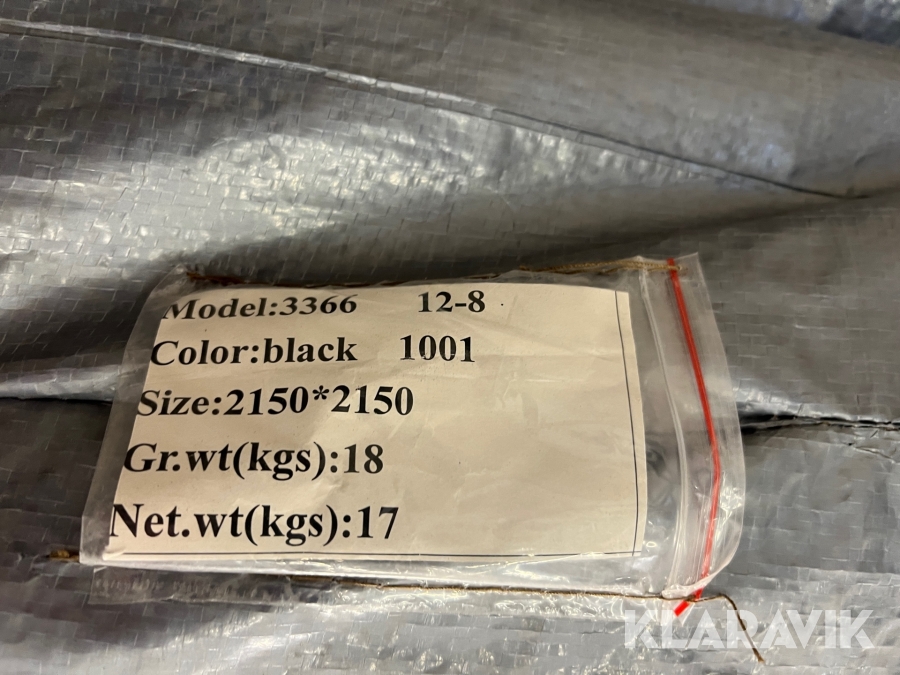 Model:3366 12-8
Color:black 1001
Size:2150*2150
Gr.wt(kgs):18
Net.wt(kgs):17
KLARAVIK